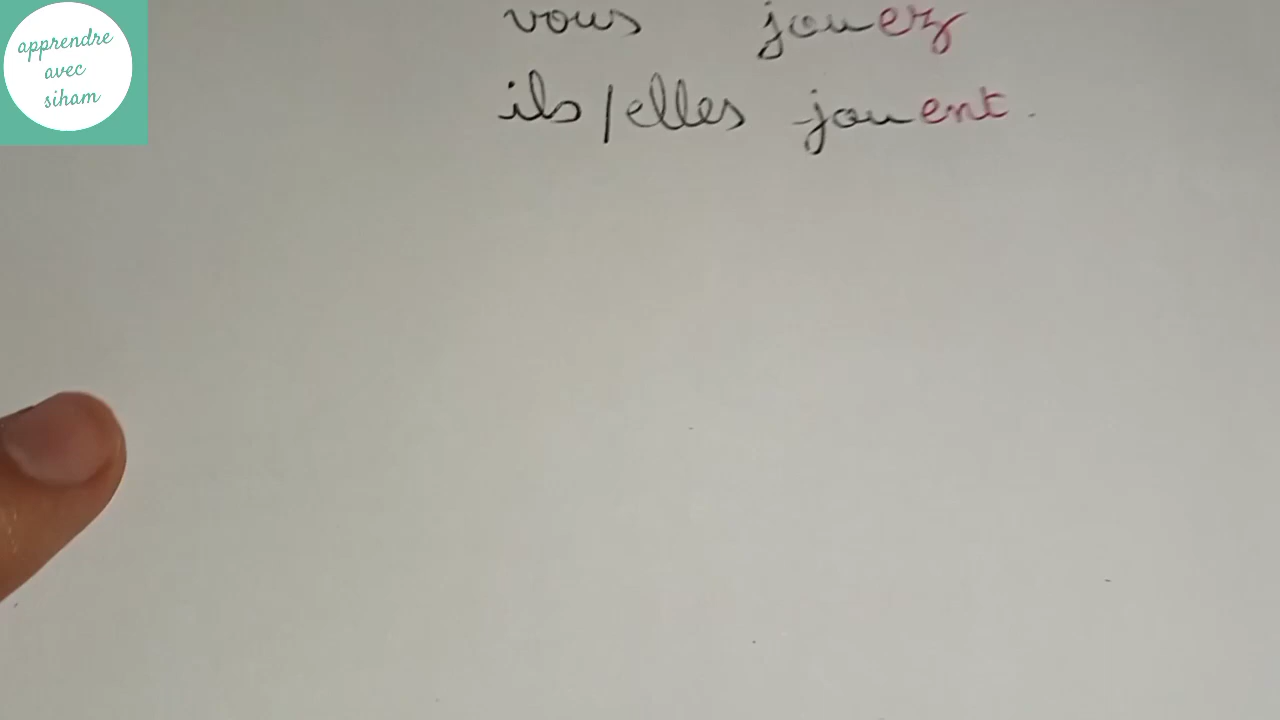 apprendre
avec
siham
vous jouez
ils/elles jouent.